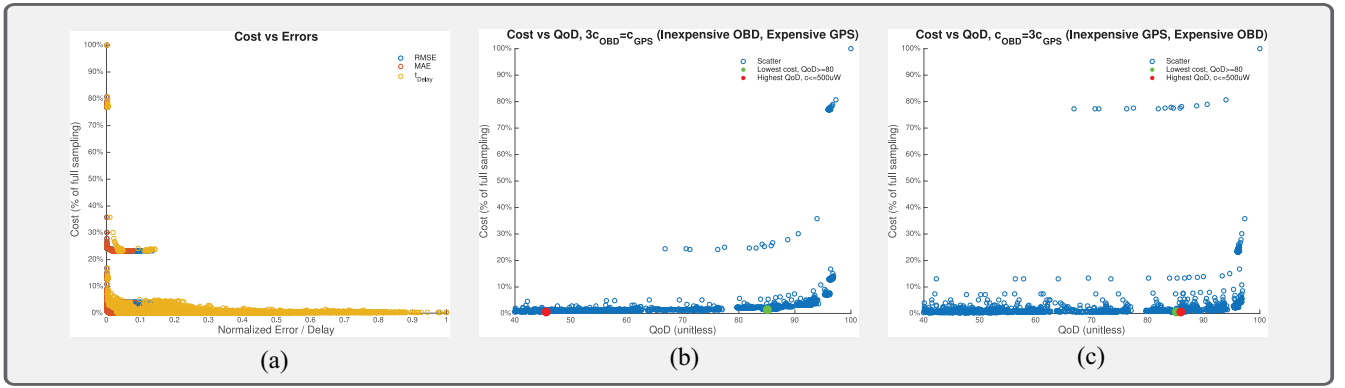 Cost vs Errors
RMSE
MAE
t_Delay
100%
90%
80%
70%
60%
50%
40%
30%
20%
10%
0%
Cost (% of full sampling)
0 0.1 0.2 0.3 0.4 0.5 0.6 0.7 0.8 0.9 1
Normalized Error / Delay
(a)
Cost vs QoD, 3c_OBD=c_GPS (Inexpensive OBD, Expensive GPS)
Scatter
Lowest cost, QoD>=80
Highest QoD, c<=500uW
100%
90%
80%
70%
60%
50%
40%
30%
20%
10%
0%
Cost (% of full sampling)
40 50 60 70 80 90 100
QoD (unitless)
(b)
Cost vs QoD, c_OBD=3c_GPS (Inexpensive GPS, Expensive OBD)
Scatter
Lowest cost, QoD>=80
Highest QoD, c<=500uW
100%
90%
80%
70%
60%
50%
40%
30%
20%
10%
0%
Cost (% of full sampling)
40 50 60 70 80 90 100
QoD (unitless)
(c)